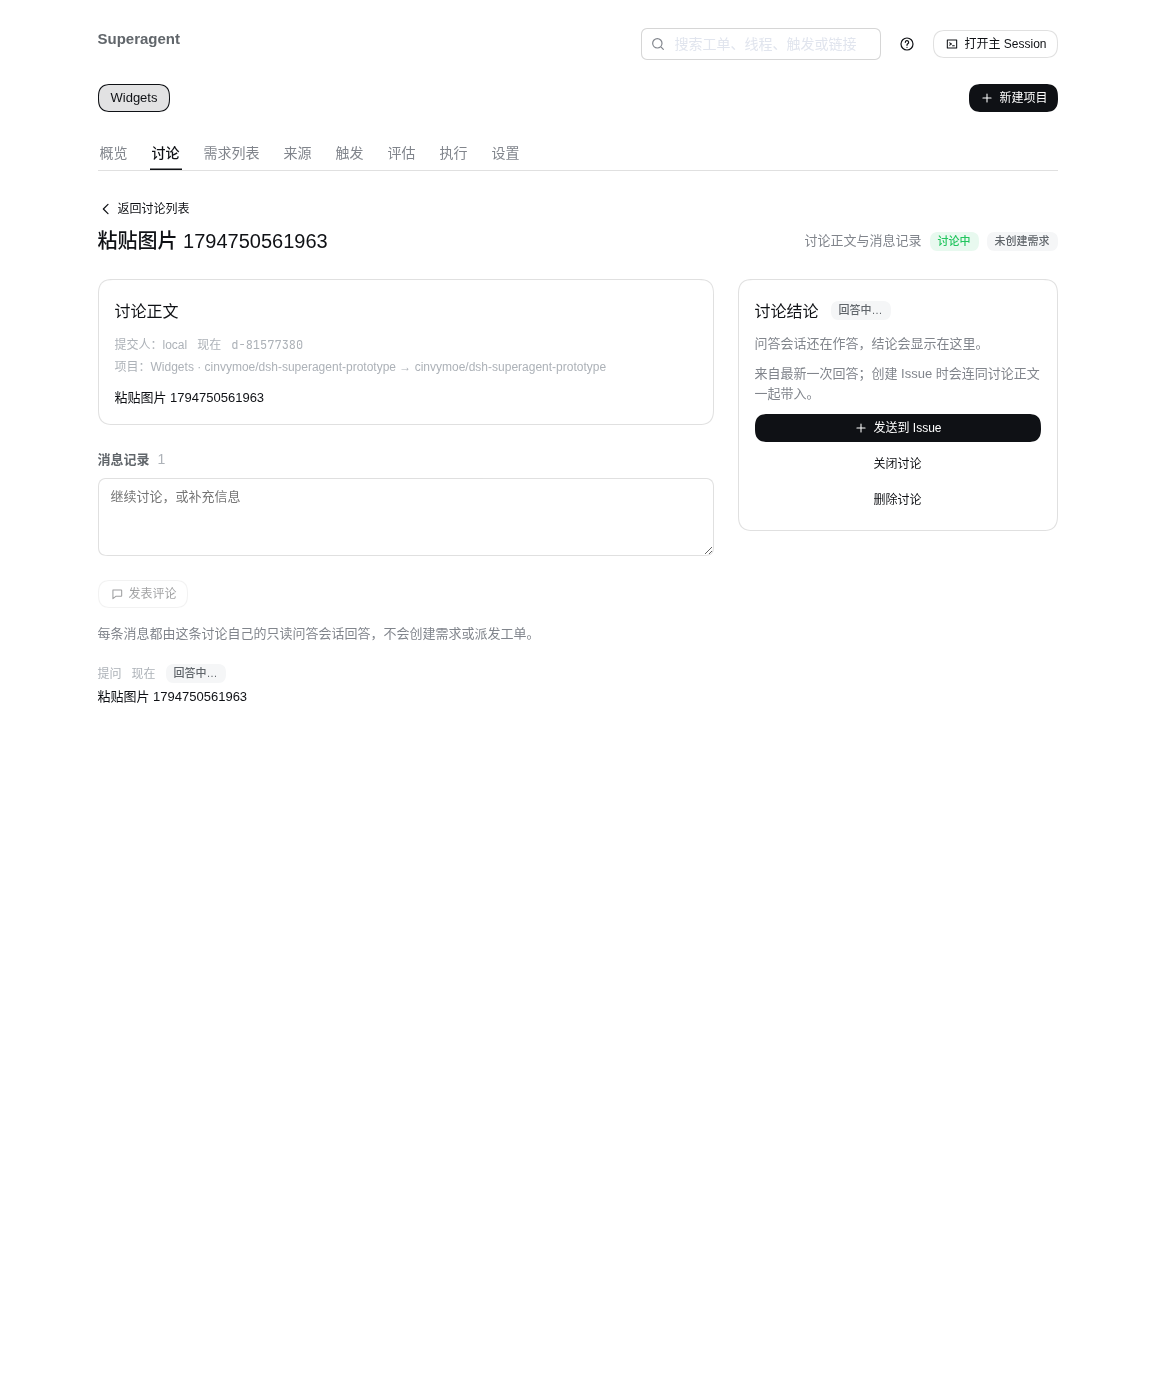 Superagent
搜索工单、线程、触发或链接
打开主 Session
Widgets
新建项目
概览 讨论 需求列表 来源 触发 评估 执行 设置
返回讨论列表
粘贴图片 1794750561963
讨论正文与消息记录 讨论中 未创建需求
讨论正文
提交人：local 现在 d-81577380
项目：Widgets · cinvymoe/dsh-superagent-prototype → cinvymoe/dsh-superagent-prototype
粘贴图片 1794750561963
讨论结论 回答中…
问答会话还在作答，结论会显示在这里。
来自最新一次回答；创建 Issue 时会连同讨论正文
一起带入。
发送到 Issue
关闭讨论
删除讨论
消息记录 1
继续讨论，或补充信息
发表评论
每条消息都由这条讨论自己的只读问答会话回答，不会创建需求或派发工单。
提问 现在 回答中…
粘贴图片 1794750561963